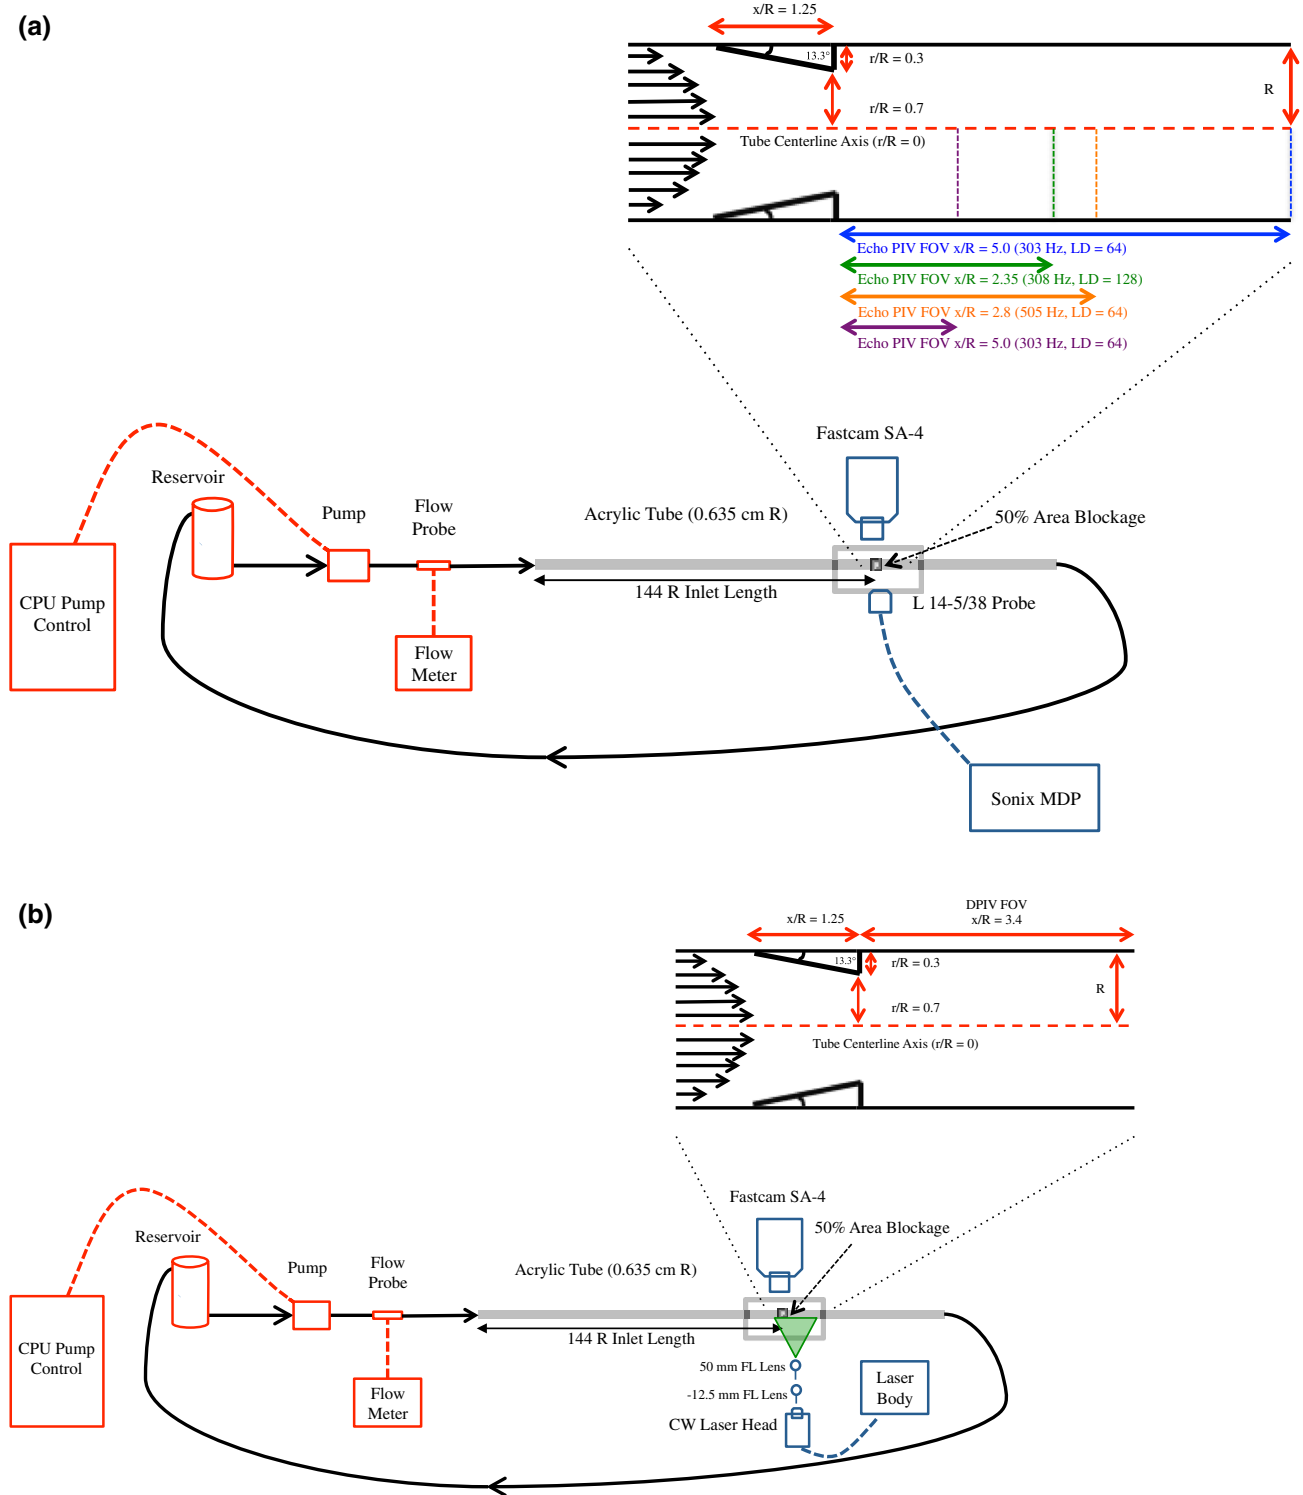 (a)
x/R = 1.25
13.3°
r/R = 0.3
R
r/R = 0.7
Tube Centerline Axis (r/R = 0)
Echo PIV FOV x/R = 5.0 (303 Hz, LD = 64)
Echo PIV FOV x/R = 2.35 (308 Hz, LD = 128)
Echo PIV FOV x/R = 2.8 (505 Hz, LD = 64)
Echo PIV FOV x/R = 5.0 (303 Hz, LD = 64)
Fastcam SA-4
Reservoir
Pump
Flow
Probe
Acrylic Tube (0.635 cm R)
50% Area Blockage
144 R Inlet Length
L 14-5/38 Probe
CPU Pump
Control
Flow
Meter
Sonix MDP
(b)
DPIV FOV
x/R = 1.25
x/R = 3.4
13.3°
r/R = 0.3
R
r/R = 0.7
Tube Centerline Axis (r/R = 0)
Fastcam SA-4
50% Area Blockage
Reservoir
Pump
Flow
Probe
Acrylic Tube (0.635 cm R)
144 R Inlet Length
CPU Pump
Control
50 mm FL Lens
-12.5 mm FL Lens
Laser
Body
Flow
Meter
CW Laser Head